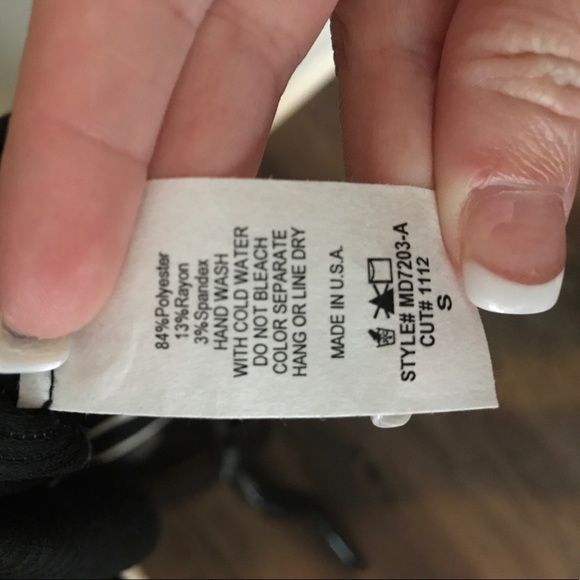 84%Polyester
13%Rayon
3%Spandex
HAND WASH
WITH COLD WATER
DO NOT BLEACH
COLOR SEPARATE
HANG OR LINE DRY
MADE IN U.S.A.
STYLE# MD7203-A
CUT# 1112
S